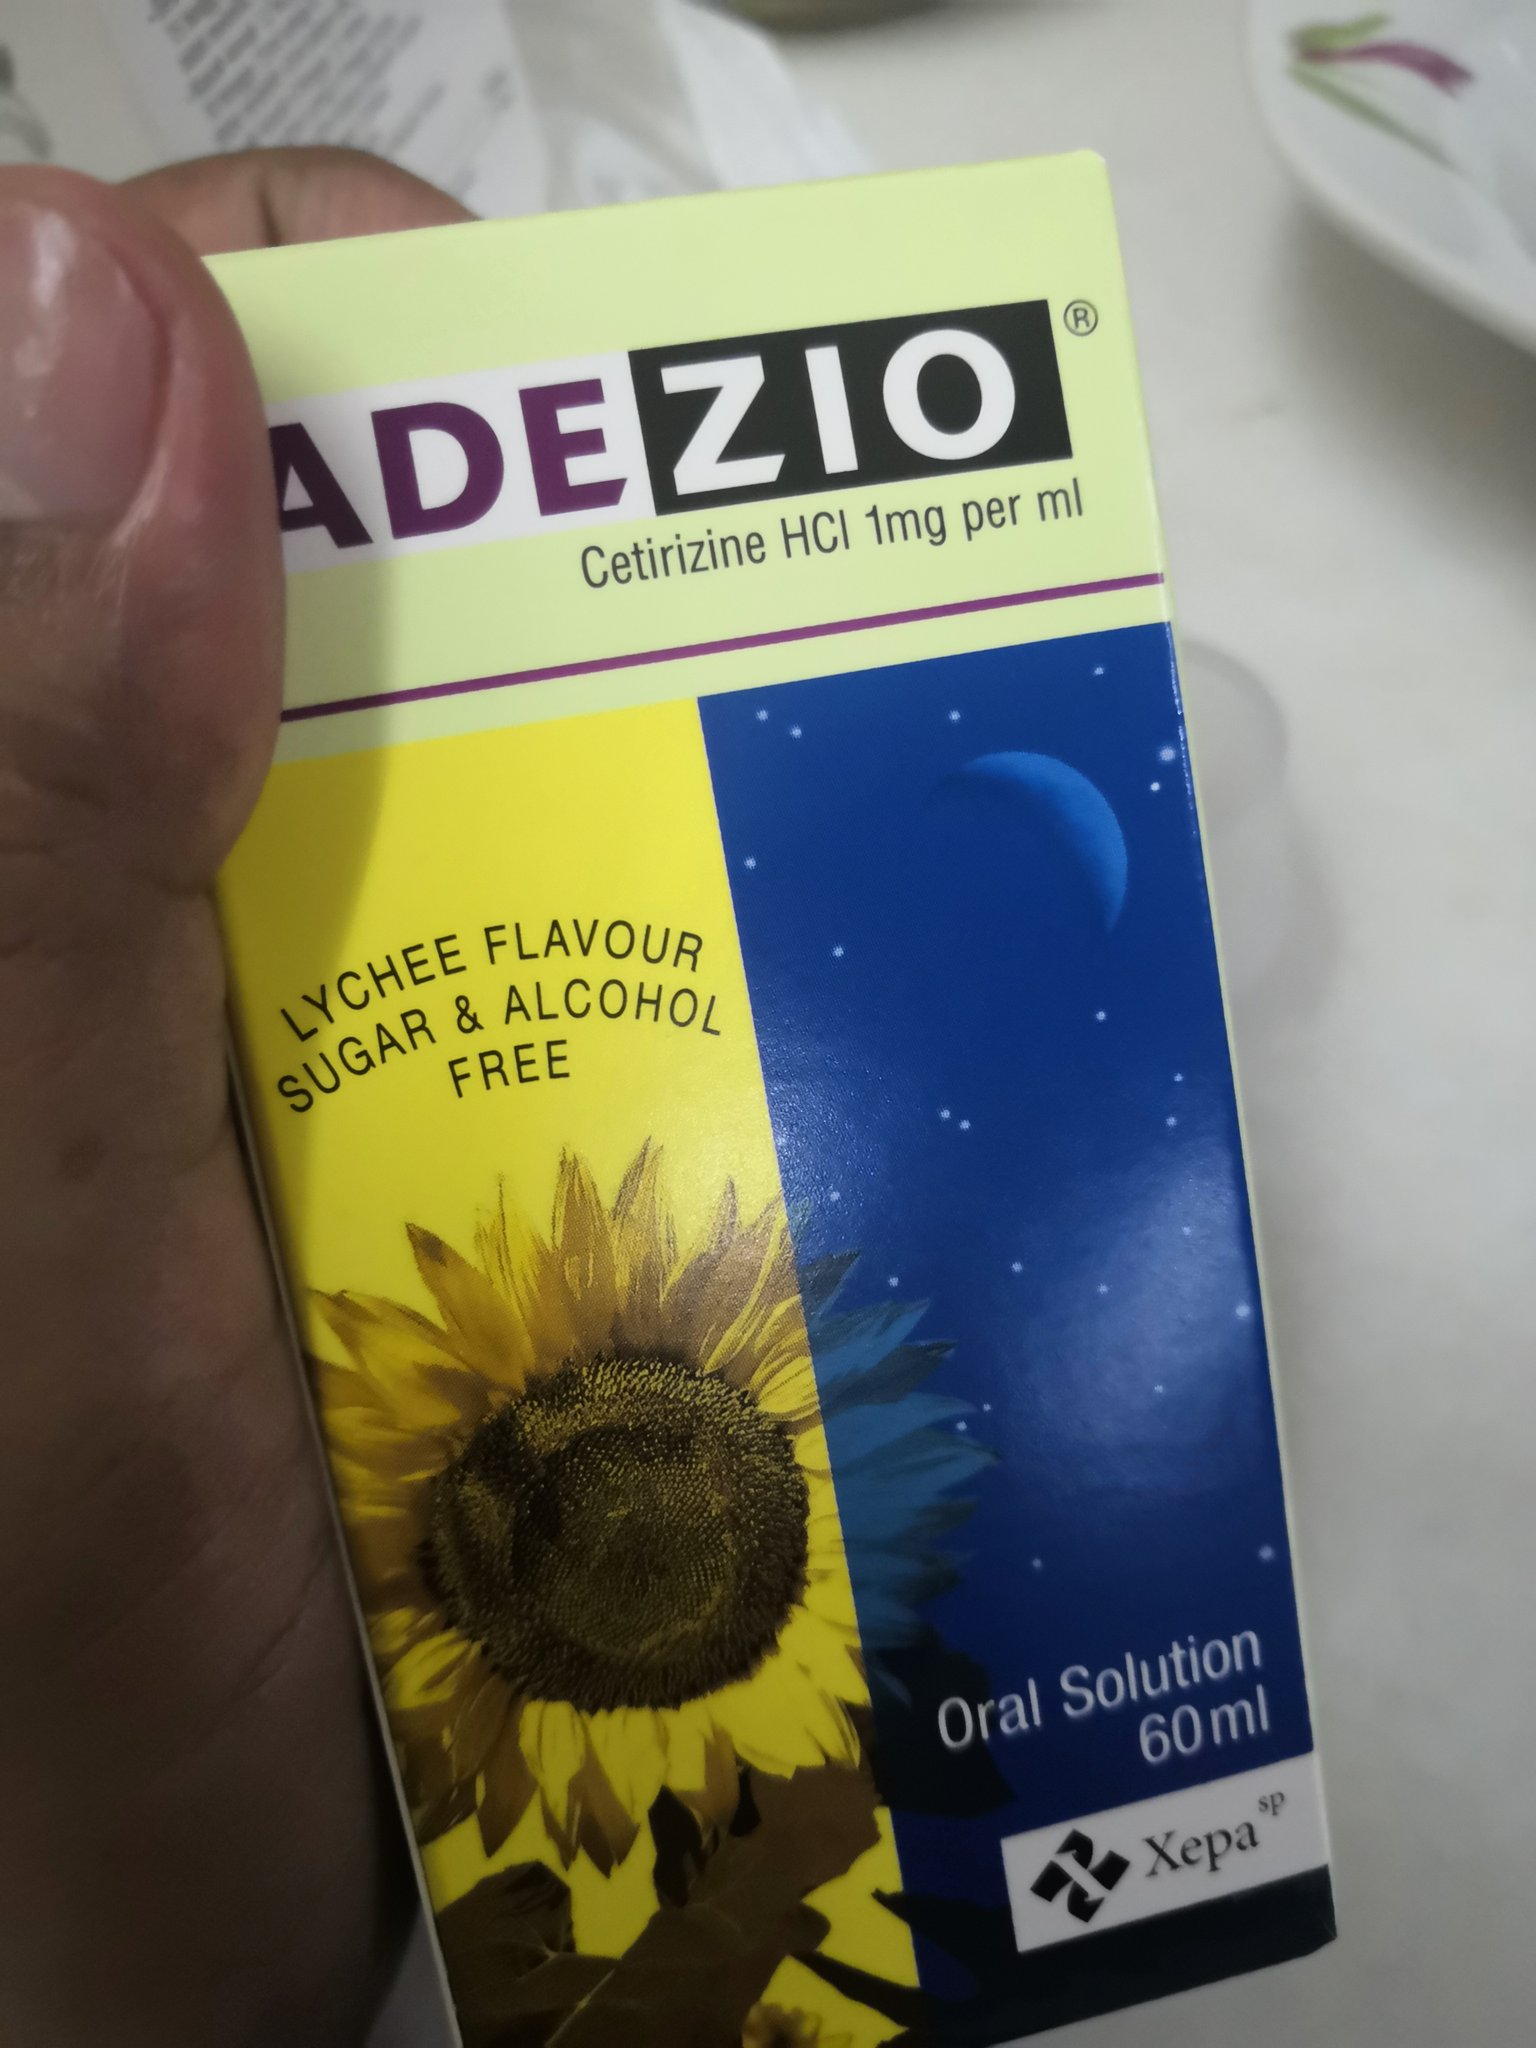 ADEZIO®
Cetirizine HCl 1mg per ml
LYCHEE FLAVOUR
SUGAR & ALCOHOL
FREE
Oral Solution
60ml
Xepa sp